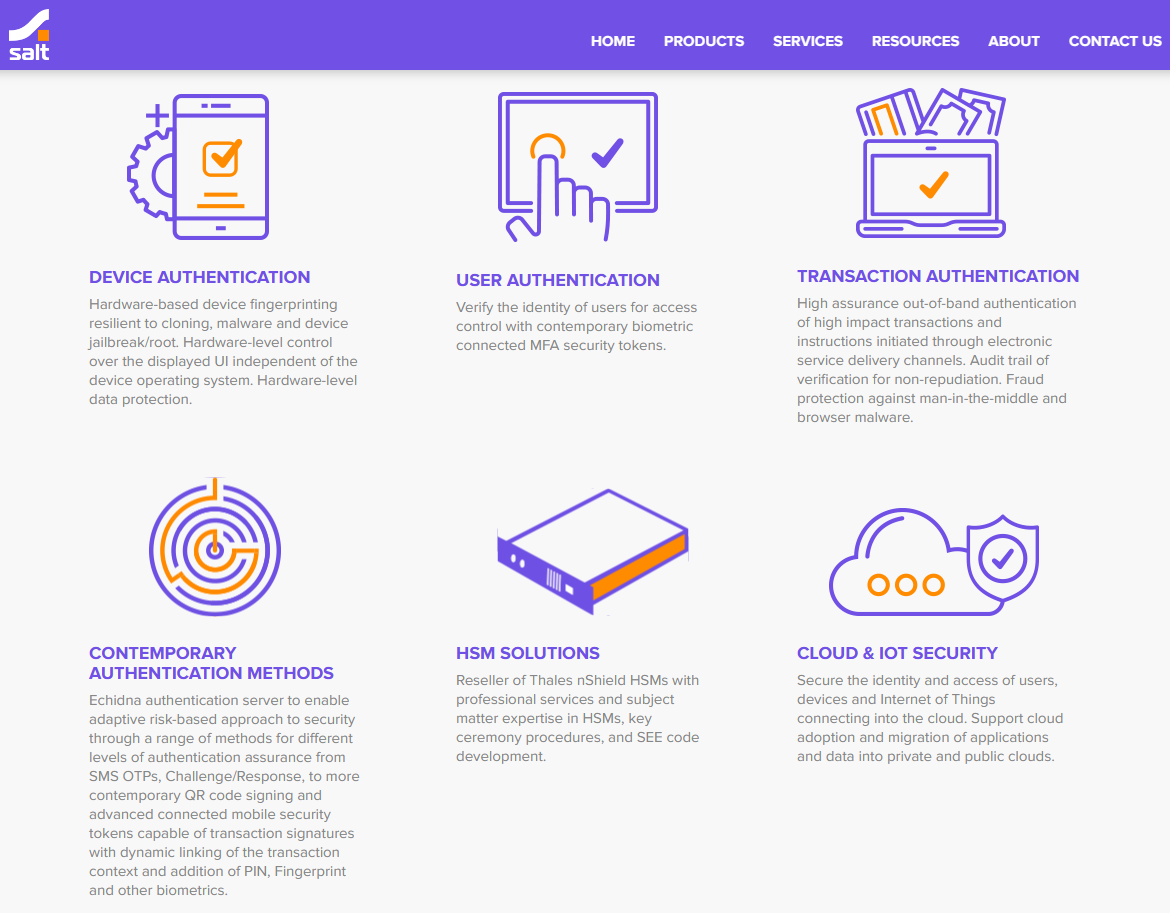 salt
HOME PRODUCTS SERVICES RESOURCES ABOUT CONTACT US
DEVICE AUTHENTICATION
Hardware-based device fingerprinting
resilient to cloning, malware and device
jailbreak/root. Hardware-level control
over the displayed UI independent of the
device operating system. Hardware-level
data protection.
USER AUTHENTICATION
Verify the identity of users for access
control with contemporary biometric
connected MFA security tokens.
TRANSACTION AUTHENTICATION
High assurance out-of-band authentication
of high impact transactions and
instructions initiated through electronic
service delivery channels. Audit trail of
verification for non-repudiation. Fraud
protection against man-in-the-middle and
browser malware.
CONTEMPORARY
AUTHENTICATION METHODS
Echidna authentication server to enable
adaptive risk-based approach to security
through a range of methods for different
levels of authentication assurance from
SMS OTPs, Challenge/Response, to more
contemporary QR code signing and
advanced connected mobile security
tokens capable of transaction signatures
with dynamic linking of the transaction
context and addition of PIN, Fingerprint
and other biometrics.
HSM SOLUTIONS
Reseller of Thales nShield HSMs with
professional services and subject
matter expertise in HSMs, key
ceremony procedures, and SEE code
development.
CLOUD & IOT SECURITY
Secure the identity and access of users,
devices and Internet of Things
connecting into the cloud. Support cloud
adoption and migration of applications
and data into private and public clouds.